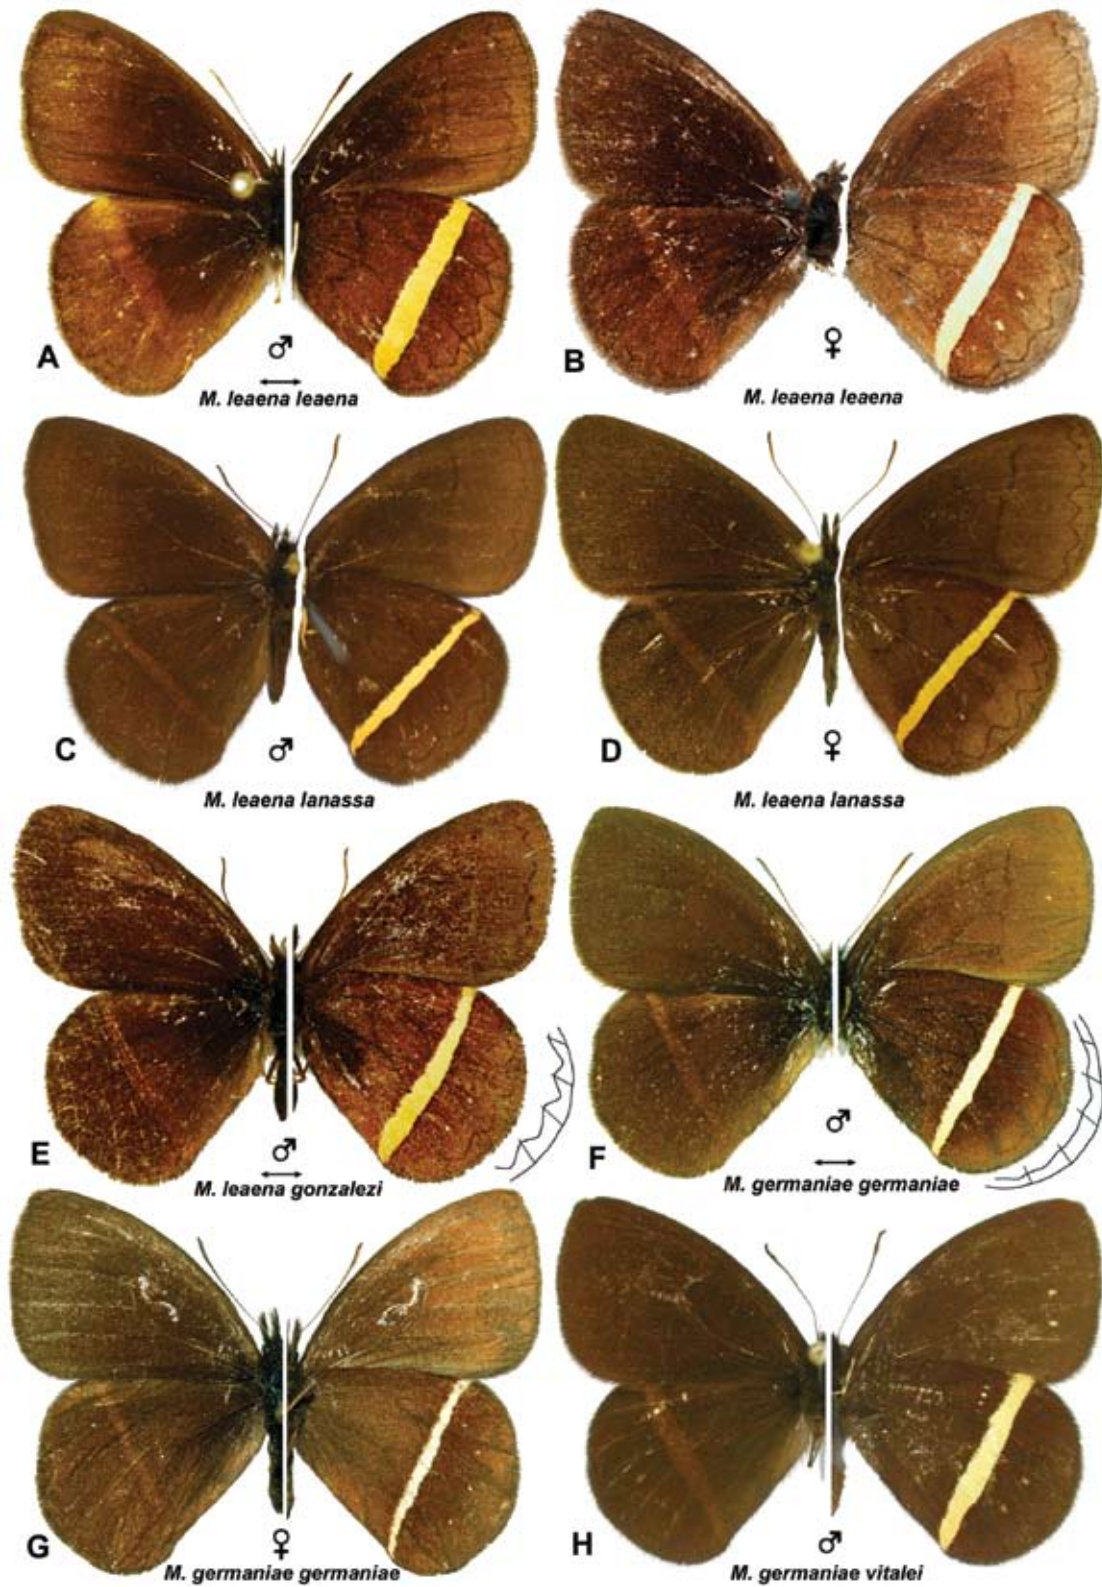 A
♂
M. leaena leaena
B
♀
M. leaena leaena
C
♂
M. leaena lanassa
D
♀
M. leaena lanassa
E
♂
M. leaena gonzalezi
F
♂
M. germaniae germaniae
G
♀
M. germaniae germaniae
H
♂
M. germaniae vitalei